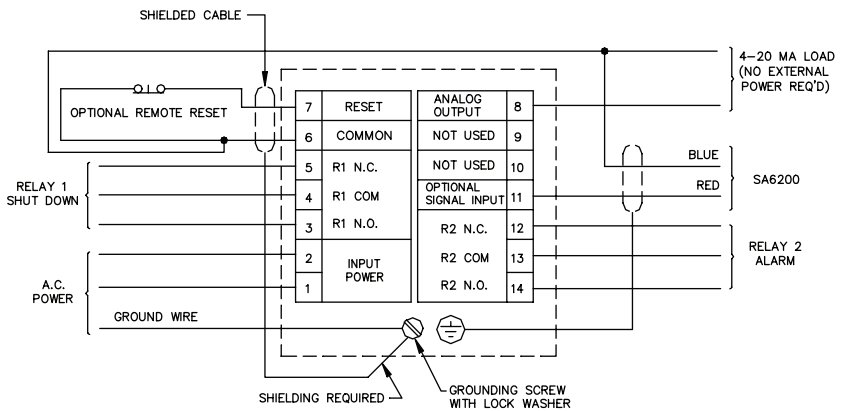 SHIELDED CABLE
4-20 MA LOAD
(NO EXTERNAL
POWER REQ'D)
OPTIONAL REMOTE RESET
7 RESET
6 COMMON
5 R1 N.C.
4 R1 COM
3 R1 N.O.
2
INPUT
POWER
1
ANALOG
OUTPUT 8
NOT USED 9
NOT USED 10
OPTIONAL
SIGNAL INPUT 11
R2 N.C. 12
R2 COM 13
R2 N.O. 14
RELAY 1
SHUT DOWN
A.C.
POWER
GROUND WIRE
BLUE
RED
SA6200
RELAY 2
ALARM
SHIELDING REQUIRED
GROUNDING SCREW
WITH LOCK WASHER